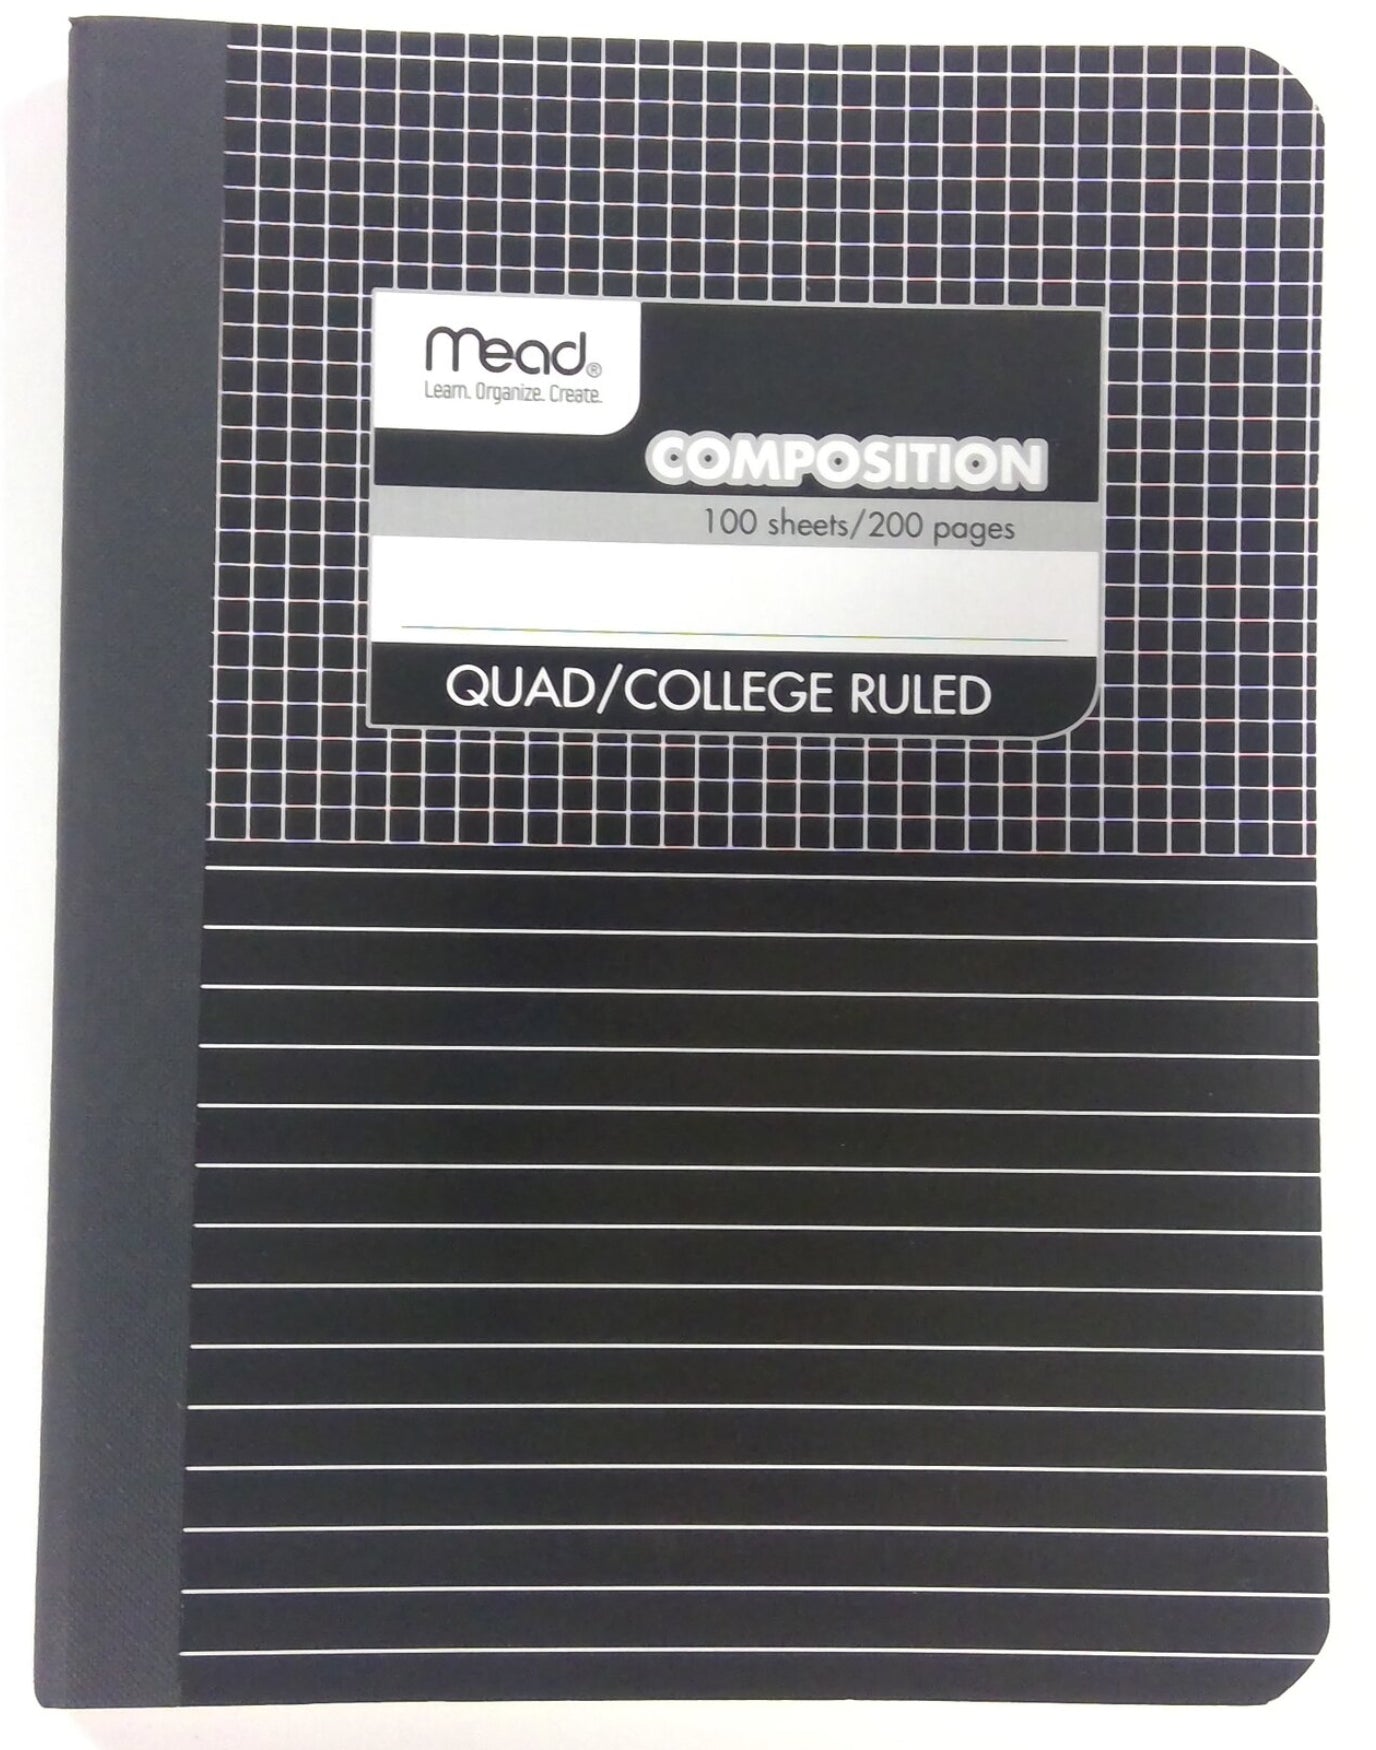 mead®
Learn. Organize. Create.
COMPOSITION
100 sheets/200 pages
QUAD/COLLEGE RULED